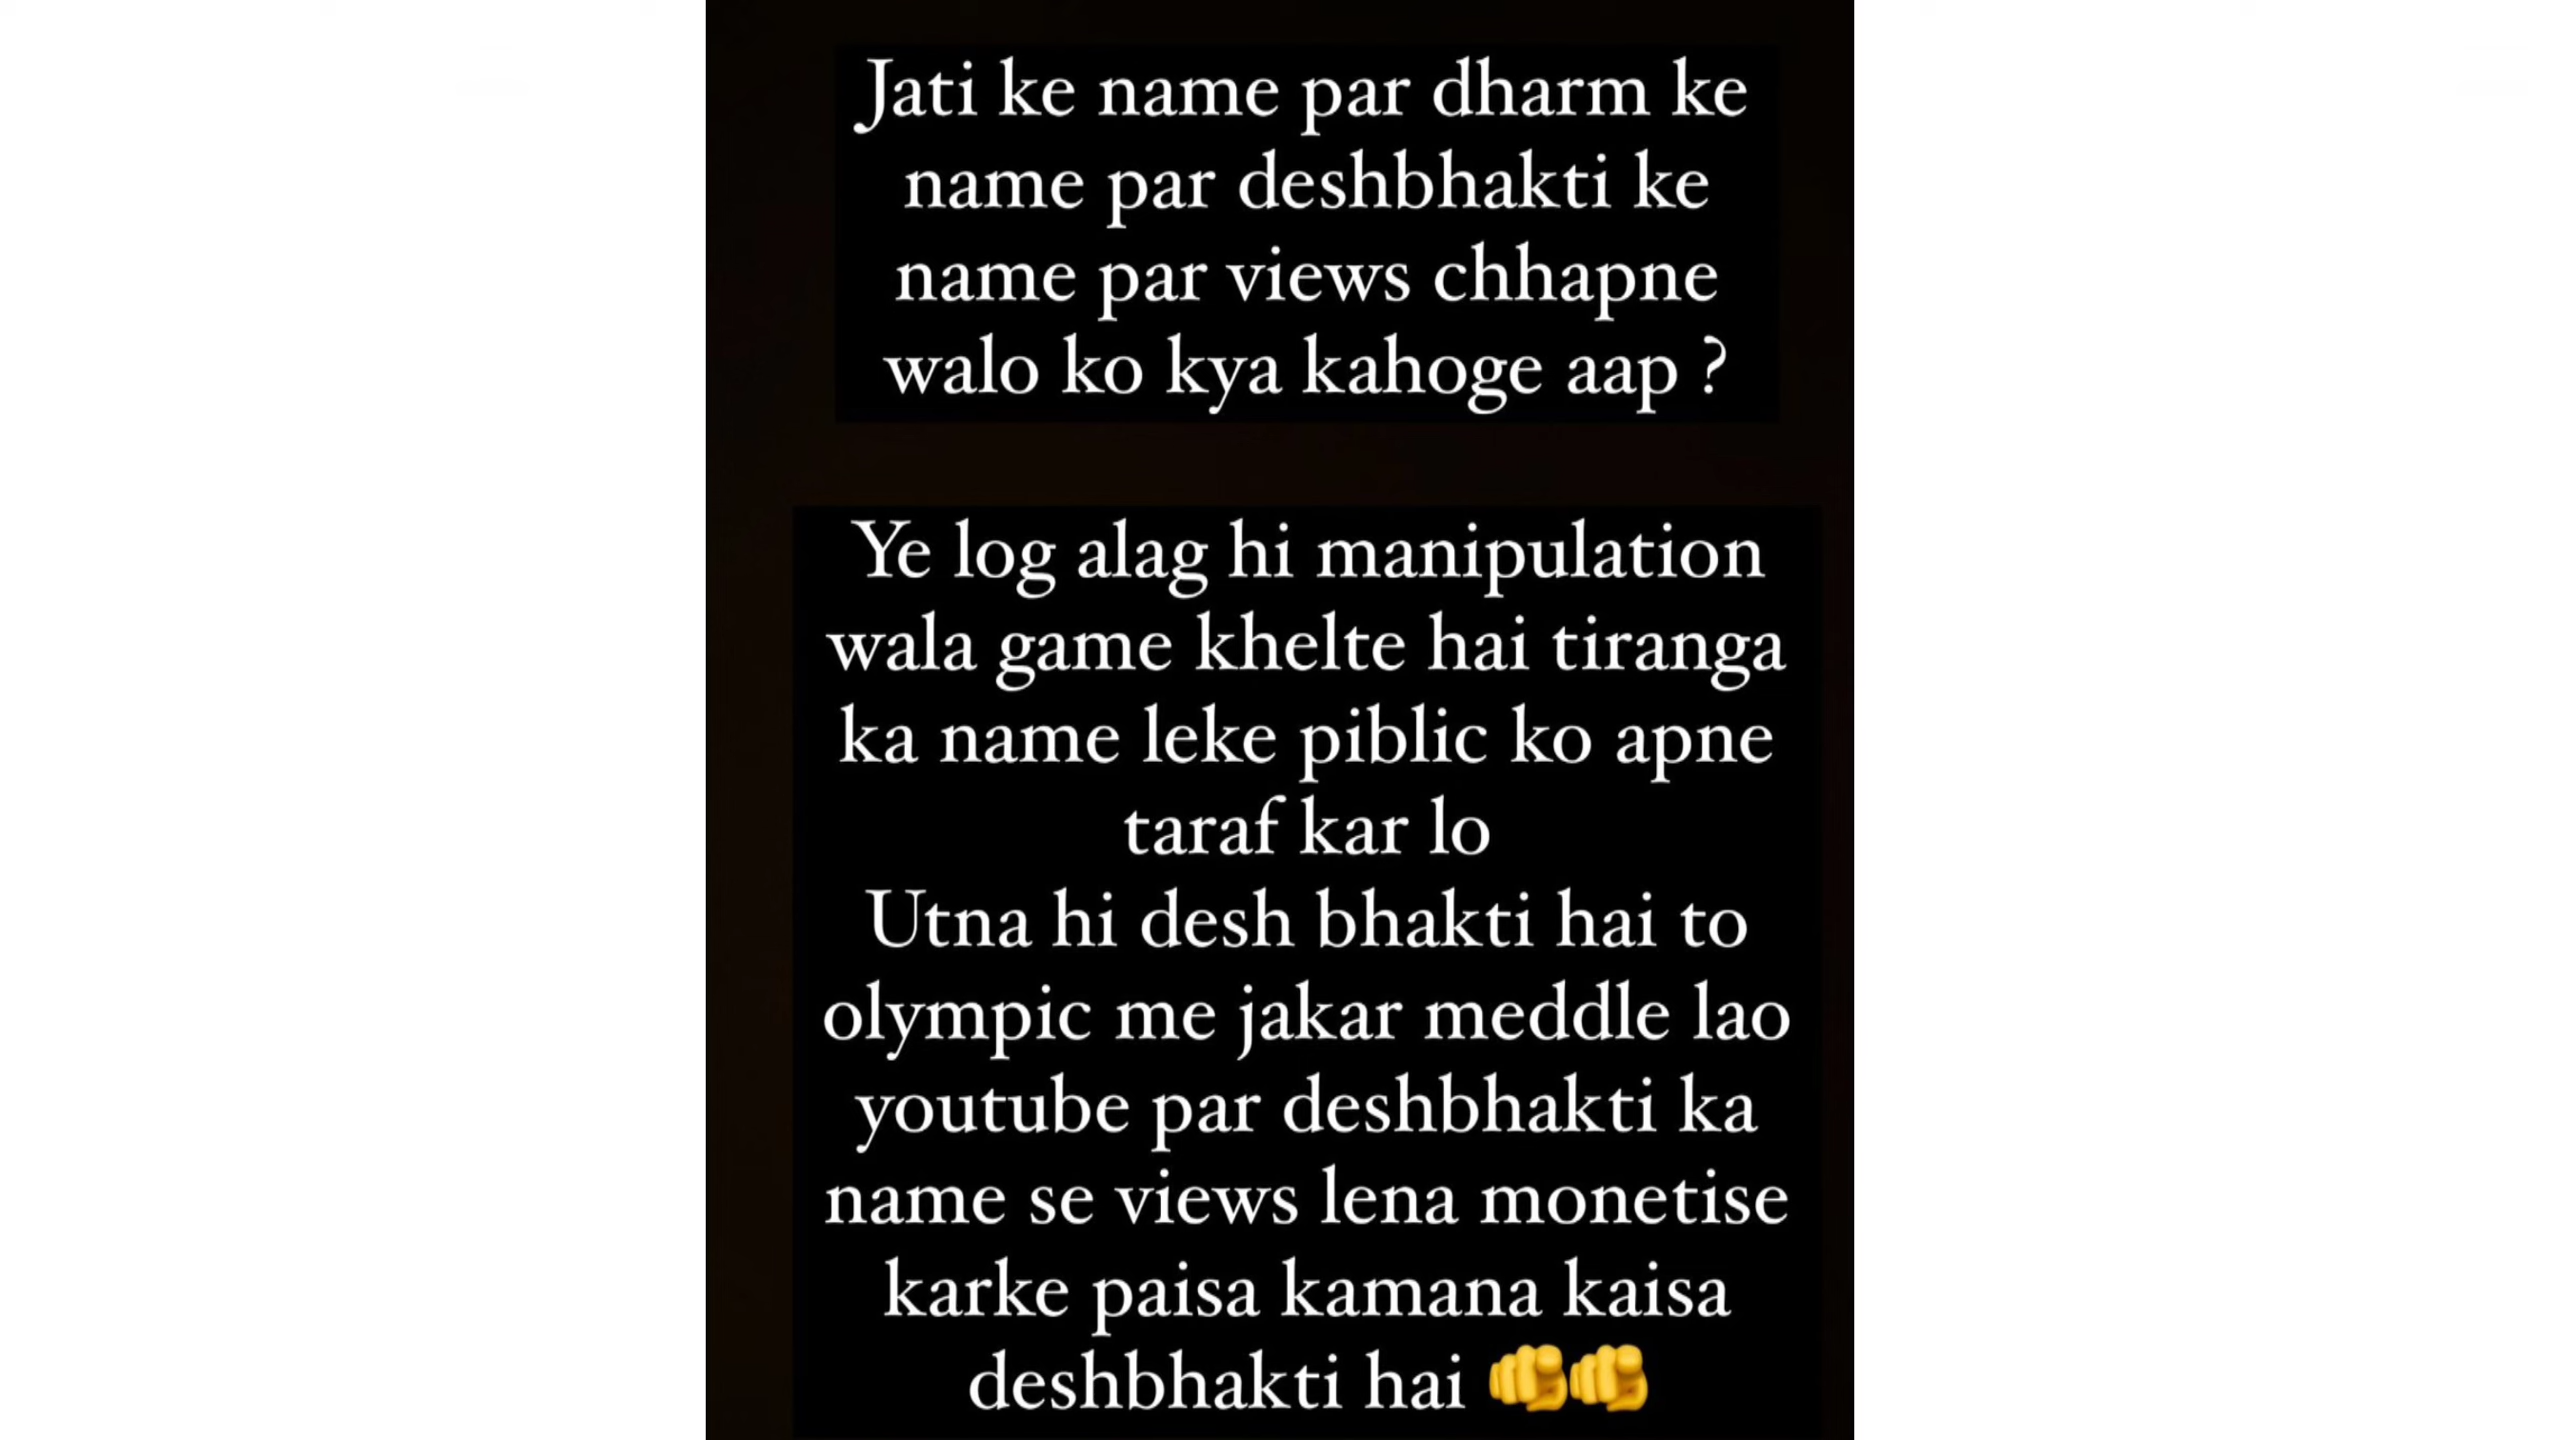 Jati ke name par dharm ke
name par deshbhakti ke
name par views chhapne
walo ko kya kahoge aap ?
Ye log alag hi manipulation
wala game khelte hai tiranga
ka name leke piblic ko apne
taraf kar lo
Utna hi desh bhakti hai to
olympic me jakar meddle lao
youtube par deshbhakti ka
name se views lena monetise
karke paisa kamana kaisa
deshbhakti hai 🫵🫵